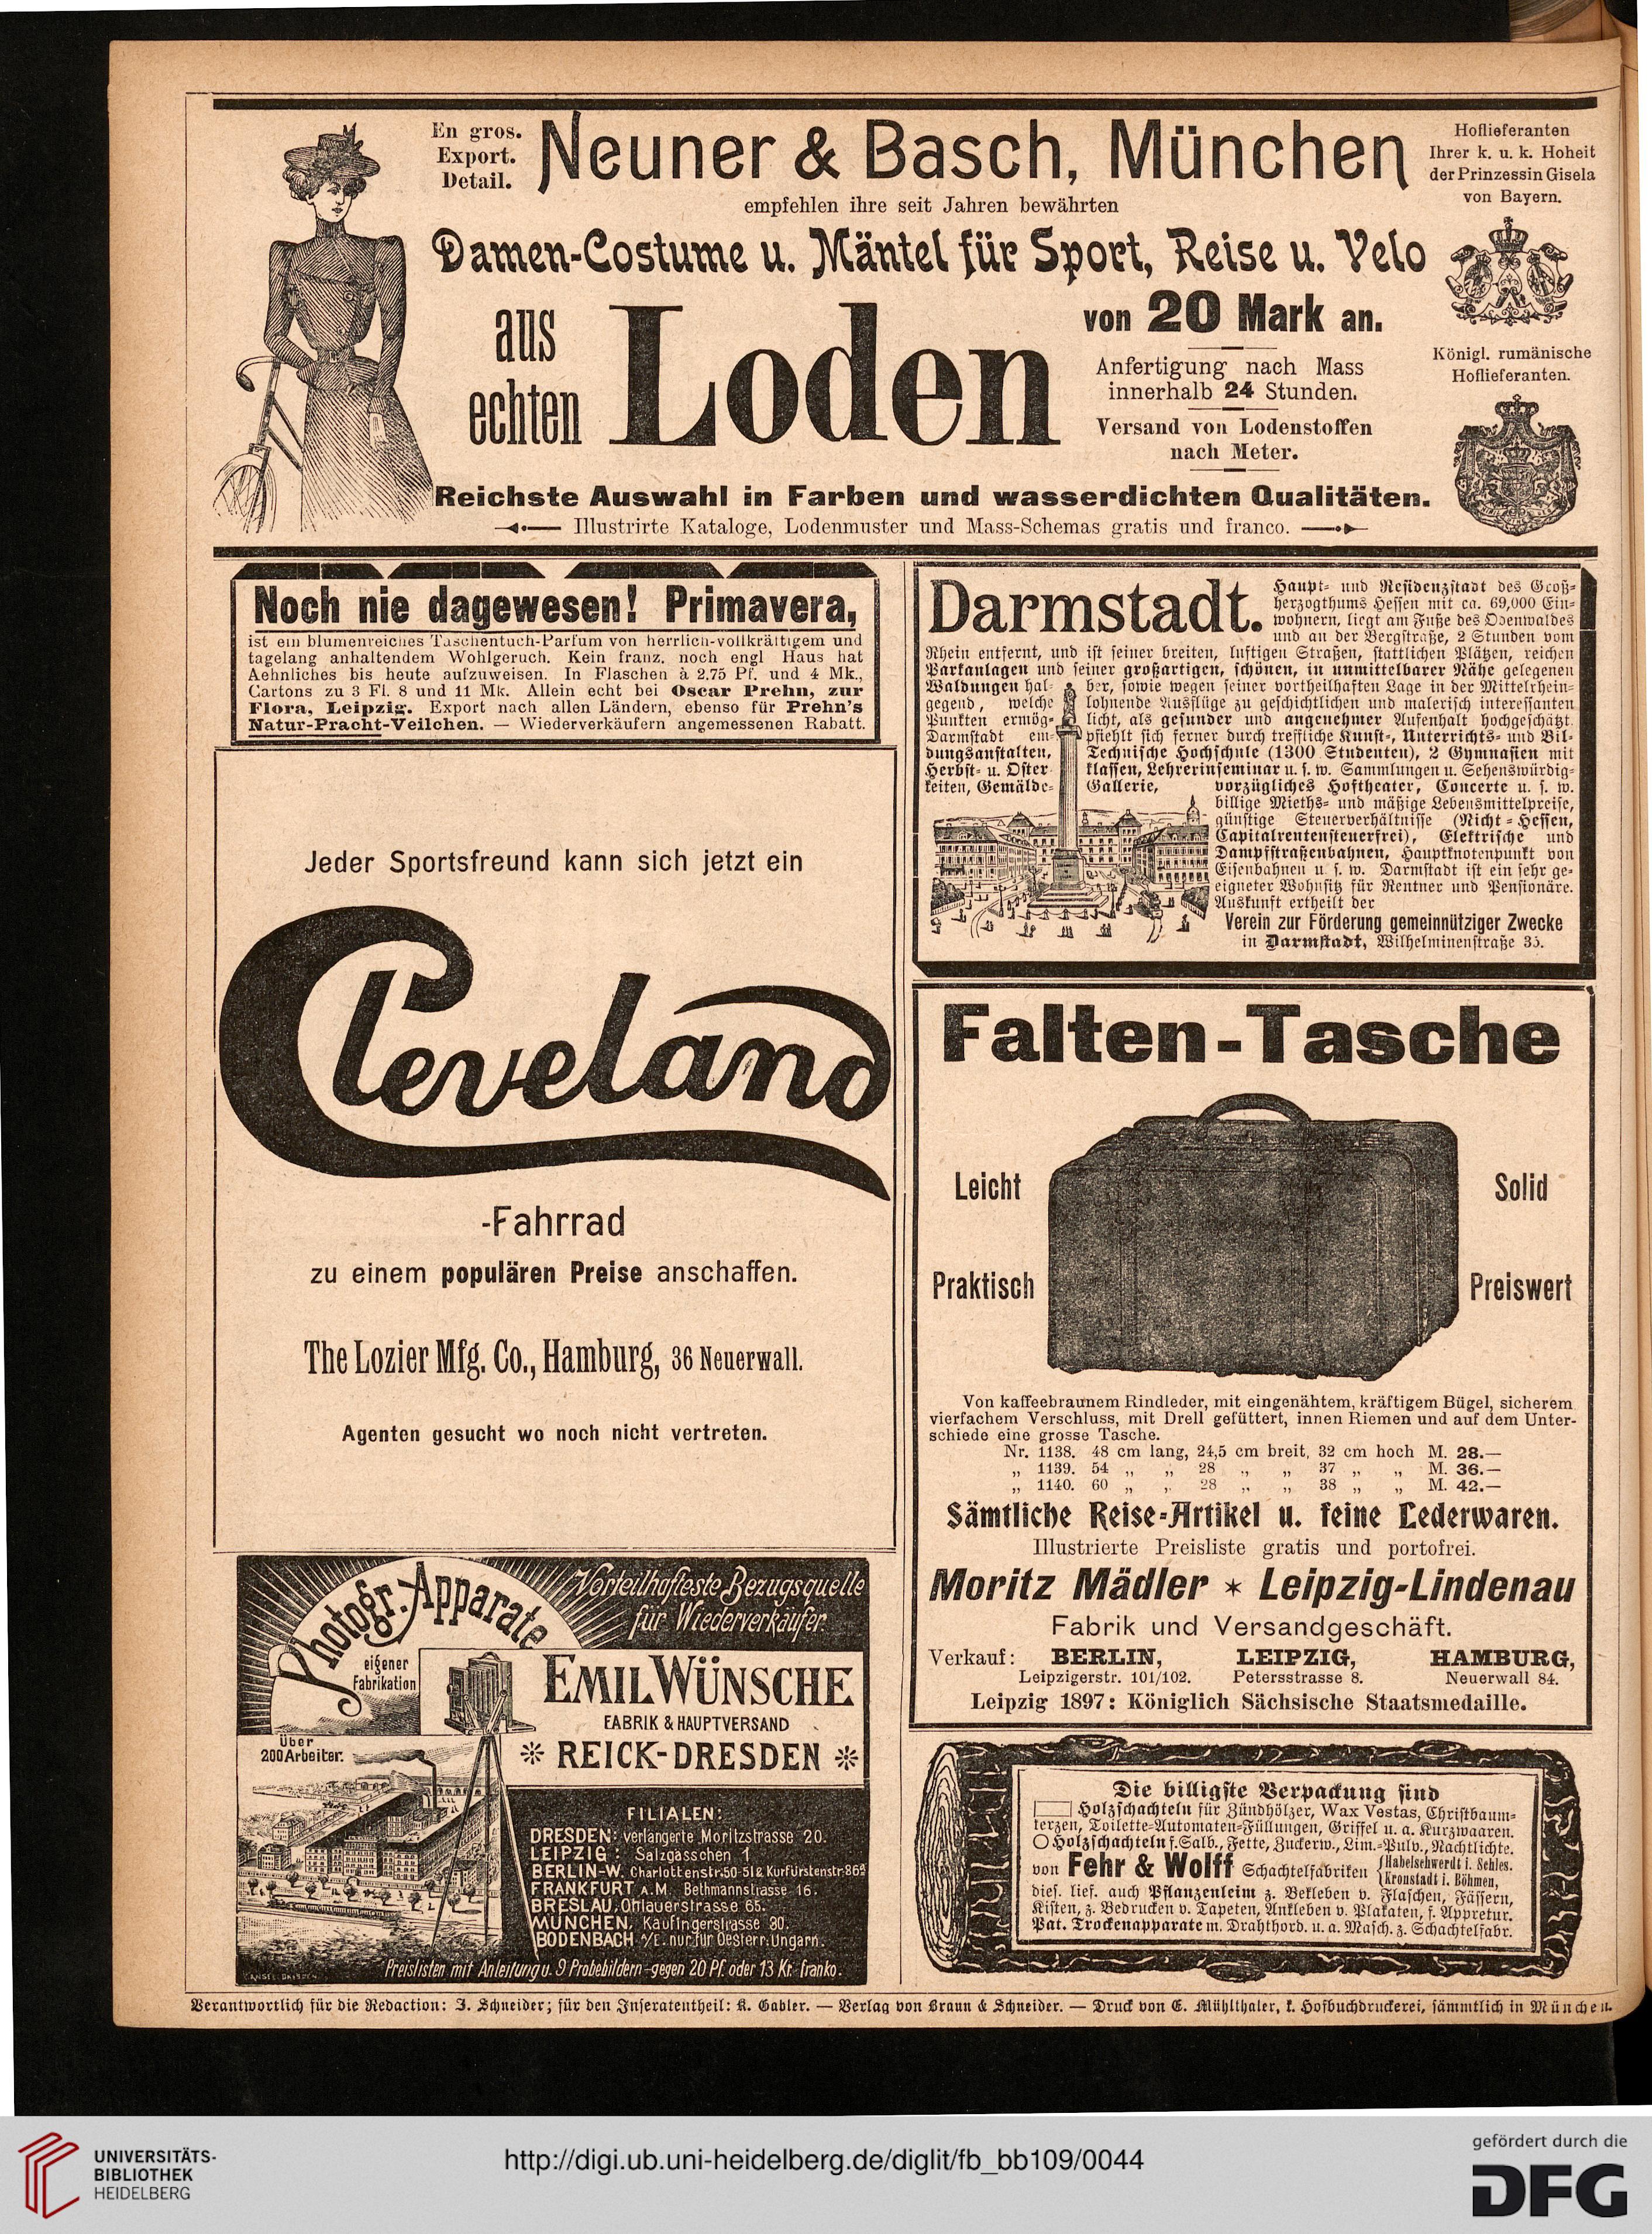 En gros.
Export.
Detail.
Neuner & Basch, München
Hoflieferanten
Ihrer k. u. k. Hoheit
der Prinzessin Gisela
von Bayern.
empfehlen ihre seit Jahren bewährten
Damen-Costume u. Mäntel für Sport, Reise u. Velo
aus
echten
Loden
von 20 Mark an.
Anfertigung nach Mass
innerhalb 24 Stunden.
Versand von Lodenstoffen
nach Meter.
Königl. rumänische
Hoflieferanten.
Reichste Auswahl in Farben und wasserdichten Qualitäten.
Illustrirte Kataloge, Lodenmuster und Mass-Schemas gratis und franco.
Noch nie dagewesen! Primavera,
ist ein blumenreiches Taschentuch-Parfum von herrlich-vollkräftigem und
tagelang anhaltendem Wohlgeruch. Kein franz. noch engl Haus hat
Aehnliches bis heute aufzuweisen. In Flaschen à 2.75 Pf. und 4 Mk.,
Cartons zu 3 Fl. 8 und 11 Mk. Allein echt bei Oscar Prehn, zur
Flora, Leipzig. Export nach allen Ländern, ebenso für Prehn's
Natur-Pracht-Veilchen. — Wiederverkäufern angemessenen Rabatt.
Jeder Sportsfreund kann sich jetzt ein
Cleveland
-Fahrrad
zu einem populären Preise anschaffen.
The Lozier Mfg. Co., Hamburg, 36 Neuerwall.
Agenten gesucht wo noch nicht vertreten.
Photogr. Apparate
eigener
Fabrikation
Vorteilhafteste Bezugsquelle
für Wiederverkäufer.
EMIL WÜNSCHE
FABRIK & HAUPTVERSAND
REICK-DRESDEN
Über
200 Arbeiter.
FILIALEN:
DRESDEN: verlängerte Moritzstrasse 20.
LEIPZIG: Salzgässchen 1
BERLIN-W. Charlottenstr. 50-51 & Kurfürstenstr. 86a
FRANKFURT A.M. Bethmannstrasse 16.
BRESLAU, Ohlauerstrasse 65.
MÜNCHEN, Kaufingerstrasse 30.
BODENBACH a/E. nur für Oesterr: Ungarn.
Preislisten mit Anleitung u. 9 Probebildern gegen 20 Pf. oder 13 Kr. franko.
Darmstadt.
Haupt- und Residenzstadt des Groß-
herzogthums Hessen mit ca. 69,000 Ein-
wohnern, liegt am Fuße des Odenwaldes
und an der Bergstraße, 2 Stunden vom
Rhein entfernt, und ist seiner breiten, luftigen Straßen, stattlichen Plätzen, reichen
Parkanlagen und seiner großartigen, schönen, in unmittelbarer Nähe gelegenen
Waldungen hal- ber, sowie wegen seiner vortheilhaften Lage in der Mittelrhein-
gegend, welche lohnende Ausflüge zu geschichtlichen und malerisch interessanten
Punkten ermög- licht, als gesunder und angenehmer Aufenthalt hochgeschätzt.
Darmstadt em- pfiehlt sich ferner durch treffliche Kunst-, Unterrichts- und Bil-
dungsanstalten, Technische Hochschule (1300 Studenten), 2 Gymnasien mit
Herbst- u. Oster- klassen, Lehrerinseminar u. s. w. Sammlungen u. Sehenswürdig-
keiten, Gemälde- Gallerie, vorzügliches Hoftheater, Concerte u. s. w.
billige Mieths- und mäßige Lebensmittelpreise,
günstige Steuerverhältnisse (Nicht-Hessen,
Capitalrentensteuerfrei), Elektrische und
Dampfstraßenbahnen, Hauptknotenpunkt von
Eisenbahnen u. s. w. Darmstadt ist ein sehr ge-
eigneter Wohnsitz für Rentner und Pensionäre.
Auskunft ertheilt der
Verein zur Förderung gemeinnütziger Zwecke
in Darmstadt, Wilhelminenstraße 35.
Falten-Tasche
Leicht
Solid
Praktisch
Preiswert
Von kaffeebraunem Rindleder, mit eingenähtem, kräftigem Bügel, sicherem
vierfachem Verschluss, mit Drell gefüttert, innen Riemen und auf dem Unter-
schiede eine grosse Tasche.
Nr. 1138. 48 cm lang, 24,5 cm breit, 32 cm hoch M. 28.—
„ 1139. 54 „ „ 28 „ „ 37 „ „ M. 36.—
„ 1140. 60 „ „ 28 „ „ 38 „ „ M. 42.—
Sämtliche Reise-Artikel u. feine Lederwaren.
Illustrierte Preisliste gratis und portofrei.
Moritz Mädler * Leipzig-Lindenau
Fabrik und Versandgeschäft.
Verkauf: BERLIN, LEIPZIG, HAMBURG,
Leipzigerstr. 101/102. Petersstrasse 8. Neuerwall 84.
Leipzig 1897: Königlich Sächsische Staatsmedaille.
Die billigste Verpackung sind
Holzschachteln für Zündhölzer, Wax Vestas, Christbaum-
kerzen, Toilette-Automaten-Füllungen, Griffel u. a. Kurzwaaren.
Holzschachteln f. Salb., Fette, Zuckerw., Lim.-Pulv., Nachtlichte.
von Fehr & Wolff Schachtelfabriken Habelschwerdt i. Schles.
Kronstadt i. Böhmen,
dies. lief. auch Pflanzenleim z. Bekleben v. Flaschen, Fässern,
Kisten, z. Bedrucken v. Tapeten, Ankleben v. Plakaten, f. Appretur.
Pat. Trockenapparate m. Drahthord. u. a. Masch. z. Schachtelfabr.
Verantwortlich für die Redaction: J. Schneider; für den Inseratentheil: K. Gabler. — Verlag von Braun & Schneider. — Druck von E. Mühlthaler, k. Hofbuchdruckerei, sämmtlich in München.
UNIVERSITÄTS-
BIBLIOTHEK
HEIDELBERG
http://digi.ub.uni-heidelberg.de/diglit/fb_bb109/0044
gefördert durch die
DFG